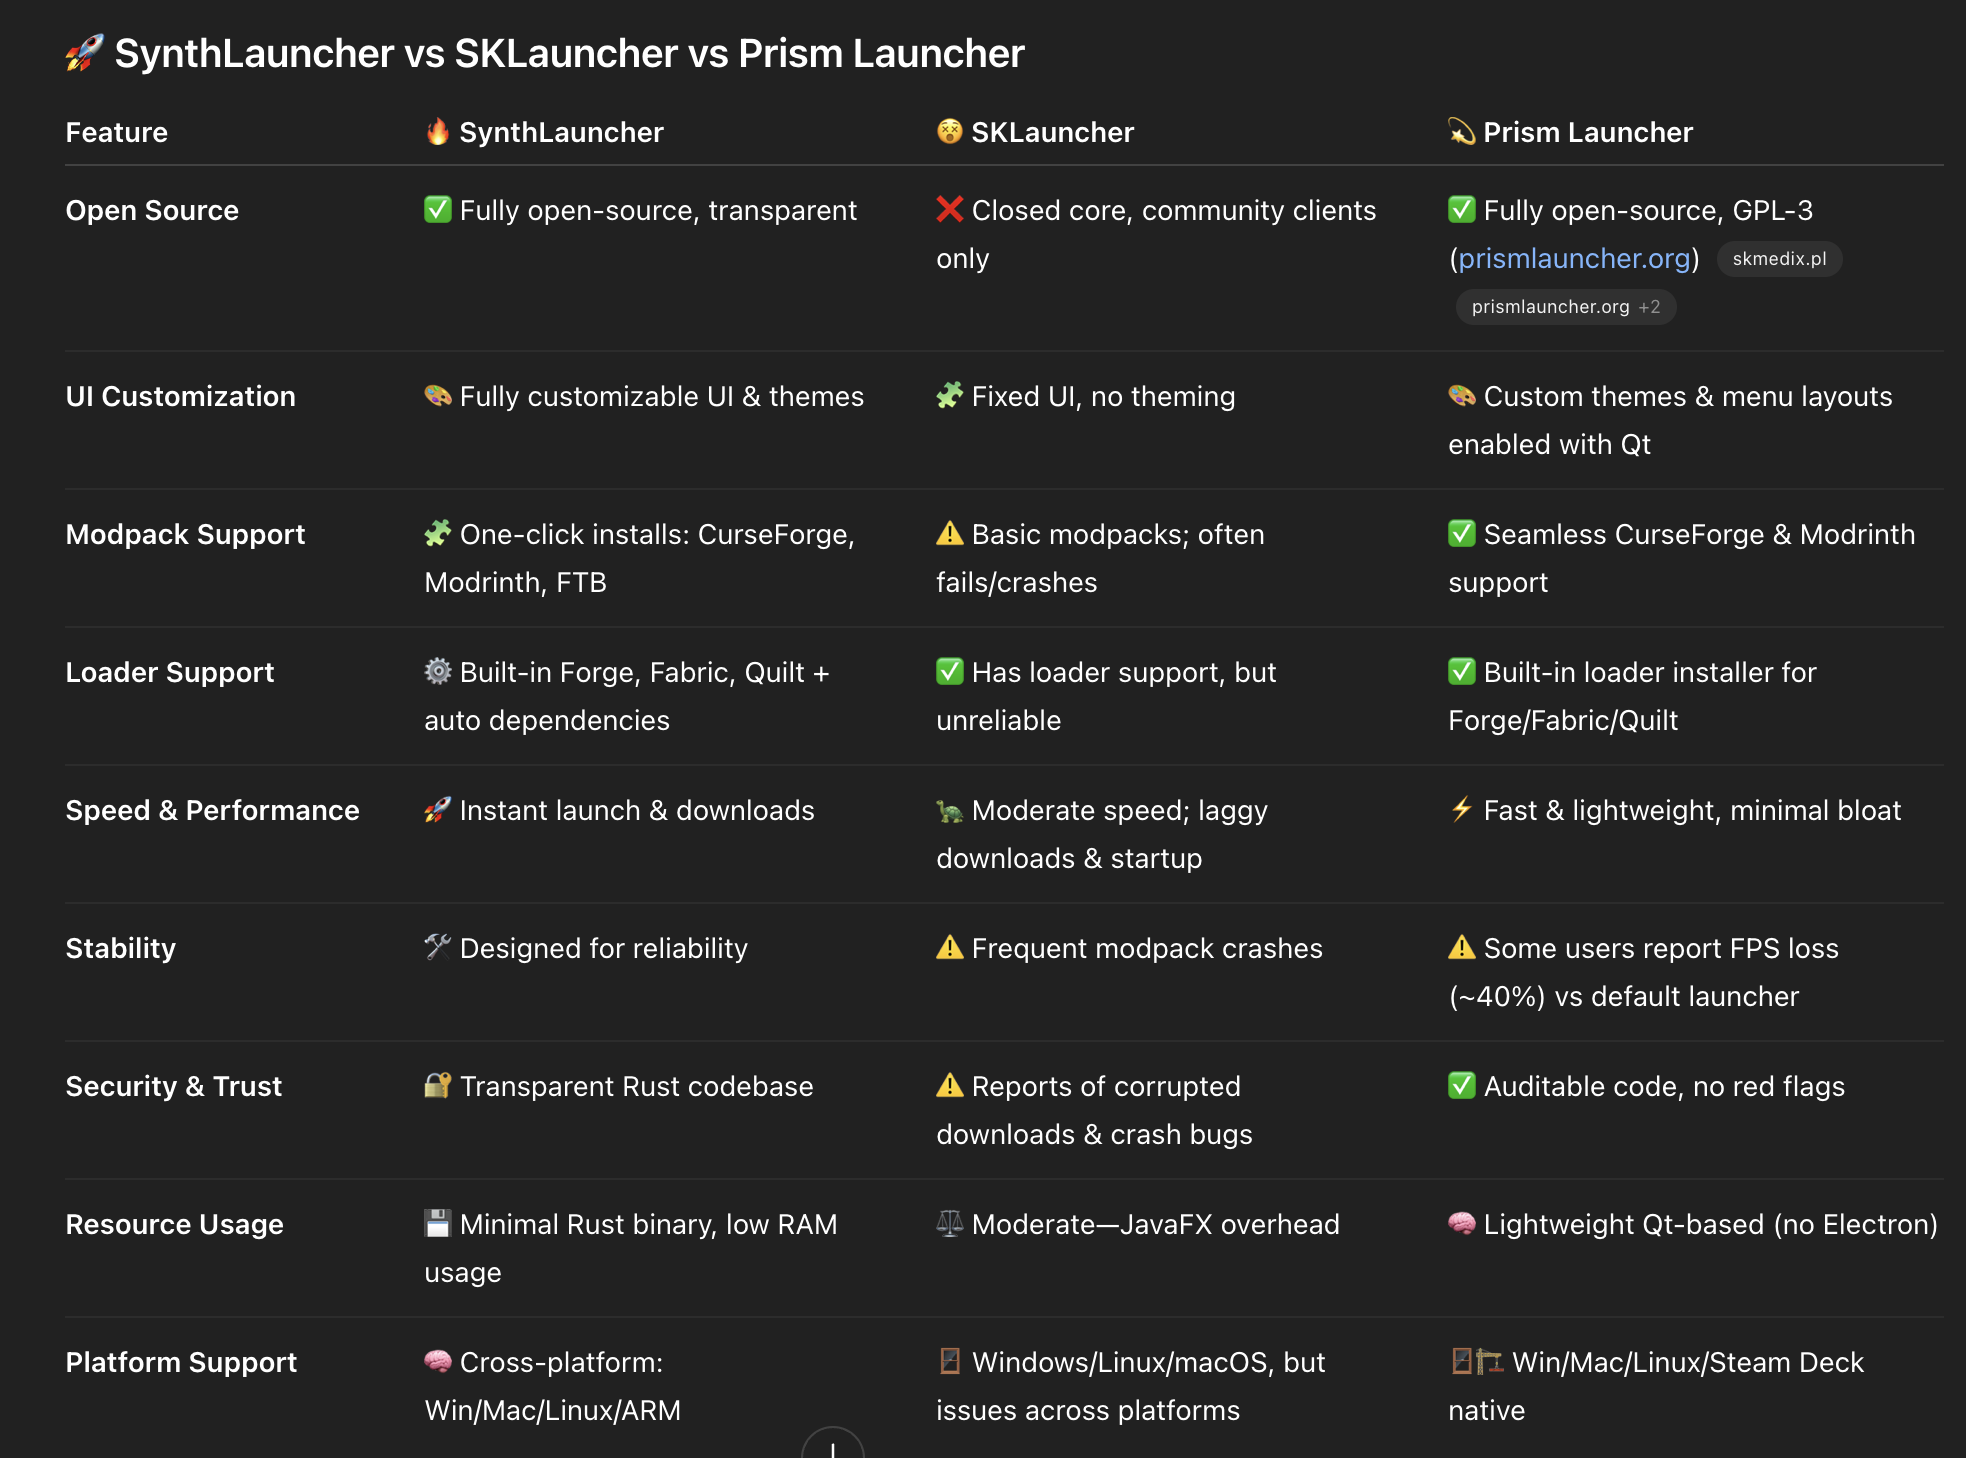 🚀 SynthLauncher vs SKLauncher vs Prism Launcher
Feature
🔥 SynthLauncher
😵 SKLauncher
💫 Prism Launcher
Open Source
✅ Fully open-source, transparent
❌ Closed core, community clients
only
✅ Fully open-source, GPL-3
(prismlauncher.org) skmedix.pl
prismlauncher.org +2
UI Customization
🎨 Fully customizable UI & themes
🧩 Fixed UI, no theming
🎨 Custom themes & menu layouts
enabled with Qt
Modpack Support
🧩 One-click installs: CurseForge,
Modrinth, FTB
⚠️ Basic modpacks; often
fails/crashes
✅ Seamless CurseForge & Modrinth
support
Loader Support
⚙️ Built-in Forge, Fabric, Quilt +
auto dependencies
✅ Has loader support, but
unreliable
✅ Built-in loader installer for
Forge/Fabric/Quilt
Speed & Performance
🚀 Instant launch & downloads
🐢 Moderate speed; laggy
downloads & startup
⚡ Fast & lightweight, minimal bloat
Stability
🛠️ Designed for reliability
⚠️ Frequent modpack crashes
⚠️ Some users report FPS loss
(~40%) vs default launcher
Security & Trust
🔐 Transparent Rust codebase
⚠️ Reports of corrupted
downloads & crash bugs
✅ Auditable code, no red flags
Resource Usage
💾 Minimal Rust binary, low RAM
usage
⚖️ Moderate—JavaFX overhead
🧠 Lightweight Qt-based (no Electron)
Platform Support
🧠 Cross-platform:
Win/Mac/Linux/ARM
🚪 Windows/Linux/macOS, but
issues across platforms
🚪🏗️ Win/Mac/Linux/Steam Deck
native